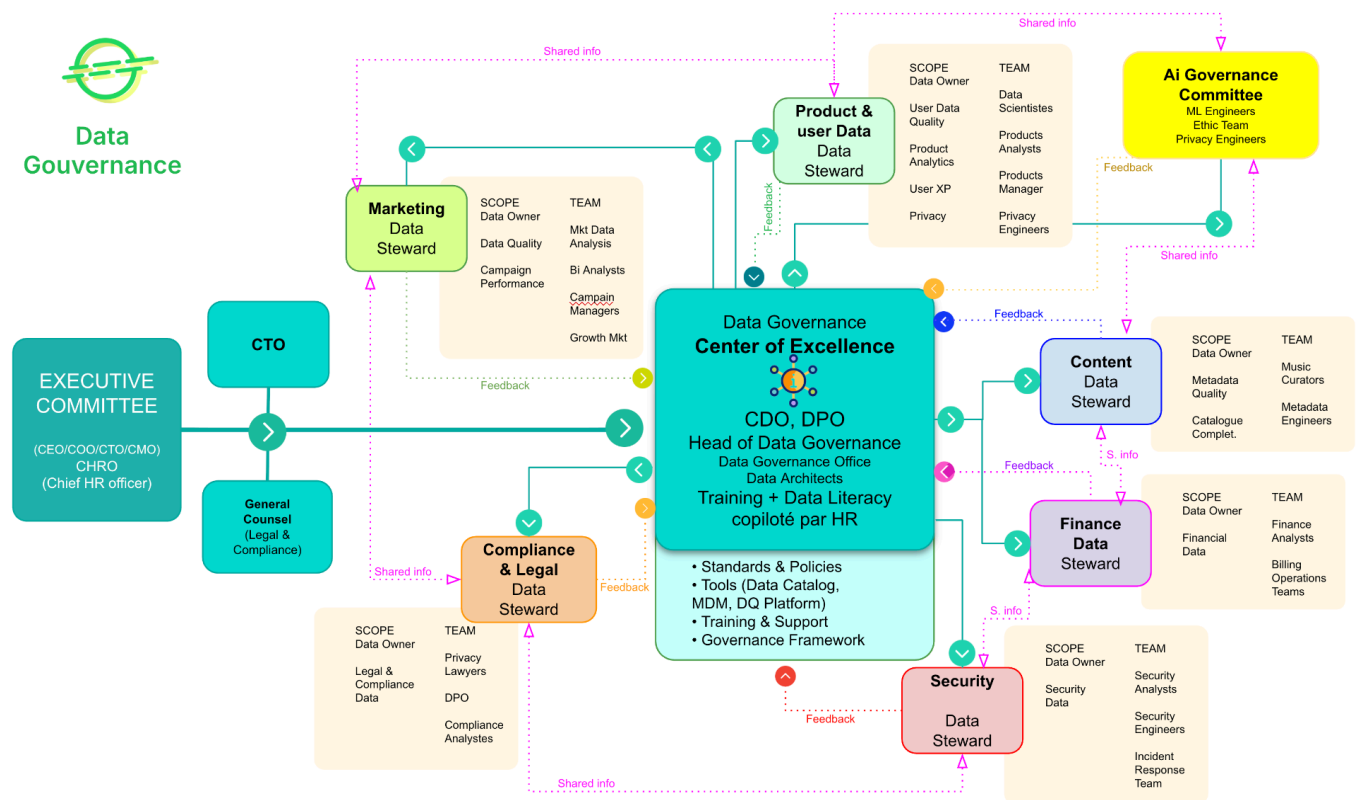 Data
Gouvernance
Shared info
Shared info
Ai Governance
Committee
ML Engineers
Ethic Team
Privacy Engineers
Feedback
Product &
user Data
Data
Steward
Feedback
SCOPE
Data Owner
User Data
Quality
Product
Analytics
User XP
Privacy
TEAM
Data
Scientistes
Products
Analysts
Products
Manager
Privacy
Engineers
Marketing
Data
Steward
SCOPE
Data Owner
Data Quality
Campaign
Performance
TEAM
Mkt Data
Analysis
Bi Analysts
Campain
Managers
Growth Mkt
Feedback
Shared info
EXECUTIVE
COMMITTEE
(CEO/COO/CTO/CMO)
CHRO
(Chief HR officer)
CTO
General
Counsel
(Legal &
Compliance)
Data Governance
Center of Excellence
1
CDO, DPO
Head of Data Governance
Data Governance Office
Data Architects
Training + Data Literacy
copiloté par HR
• Standards & Policies
• Tools (Data Catalog,
MDM, DQ Platform)
• Training & Support
• Governance Framework
Feedback
Content
Data
Steward
SCOPE
Data Owner
Metadata
Quality
Catalogue
Complet.
TEAM
Music
Curators
Metadata
Engineers
S. info
Feedback
Finance
Data
Steward
SCOPE
Data Owner
Financial
Data
TEAM
Finance
Analysts
Billing
Operations
Teams
S. info
Compliance
& Legal
Data
Steward
Feedback
Shared info
SCOPE
Data Owner
Legal &
Compliance
Data
TEAM
Privacy
Lawyers
DPO
Compliance
Analystes
Security
Data
Steward
Feedback
SCOPE
Data Owner
Security
Data
TEAM
Security
Analysts
Security
Engineers
Incident
Response
Team
Shared info